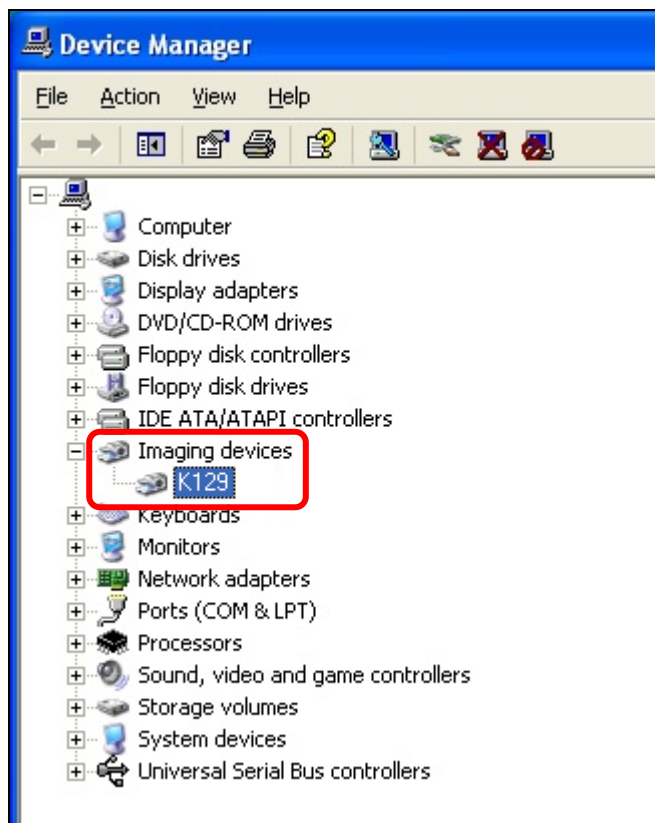 Device Manager
File Action View Help
Computer
Disk drives
Display adapters
DVD/CD-ROM drives
Floppy disk controllers
Floppy disk drives
IDE ATA/ATAPI controllers
Imaging devices
K129
Keyboards
Monitors
Network adapters
Ports (COM & LPT)
Processors
Sound, video and game controllers
Storage volumes
System devices
Universal Serial Bus controllers